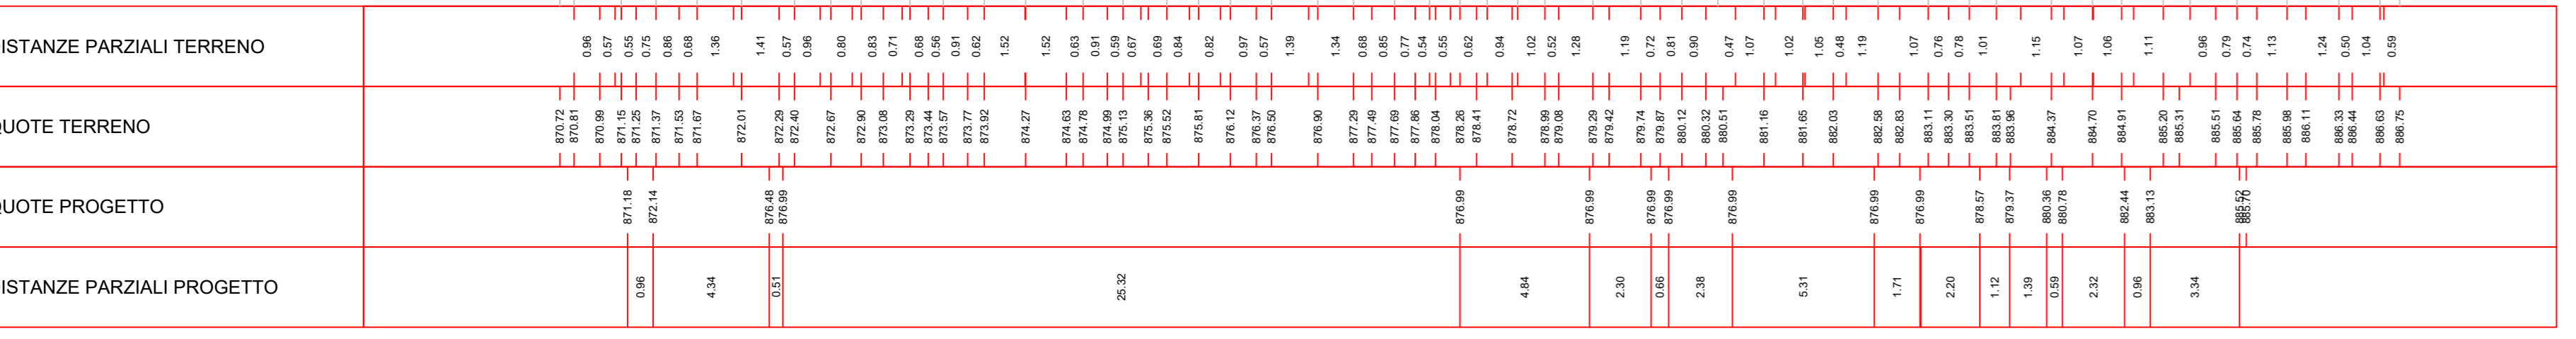 ISTANZE PARZIALI TERRENO 0.96 0.57 0.55 0.75 0.86 0.68 1.36 1.41 0.57 0.96 0.80 0.83 0.71 0.68 0.56 0.91 0.62 1.52 1.52 0.63 0.91 0.59 0.67 0.69 0.84 0.82 0.97 0.57 1.39 1.34 0.68 0.85 0.77 0.54 0.55 0.62 0.94 1.02 0.52 1.28 1.19 0.72 0.81 0.90 0.47 1.07 1.02 1.05 0.48 1.19 1.07 0.76 0.78 1.01 1.15 1.07 1.06 1.11 0.96 0.79 0.74 1.13 1.24 0.50 1.04 0.59
UOTE TERRENO 870.72 870.81 870.99 871.15 871.25 871.37 871.53 871.67 872.01 872.29 872.40 872.67 872.90 873.08 873.29 873.44 873.57 873.77 873.92 874.27 874.63 874.78 874.99 875.13 875.36 875.52 875.81 876.12 876.37 876.50 876.90 877.29 877.49 877.69 877.86 878.04 878.26 878.41 878.72 878.99 879.08 879.29 879.42 879.74 879.87 880.12 880.32 880.51 881.16 881.65 882.03 882.58 882.83 883.11 883.30 883.51 883.81 883.96 884.37 884.70 884.91 885.20 885.31 885.51 885.64 885.78 885.98 886.11 886.33 886.44 886.63 886.75
UOTE PROGETTO 871.18 872.14 876.48 876.99 876.99 876.99 876.99 876.99 876.99 876.99 876.99 878.57 879.37 880.36 880.78 882.44 883.13 885.52 885.70
ISTANZE PARZIALI PROGETTO 0.96 4.34 0.51 25.32 4.84 2.30 0.66 2.38 5.31 1.71 2.20 1.12 1.39 0.59 2.32 0.96 3.34